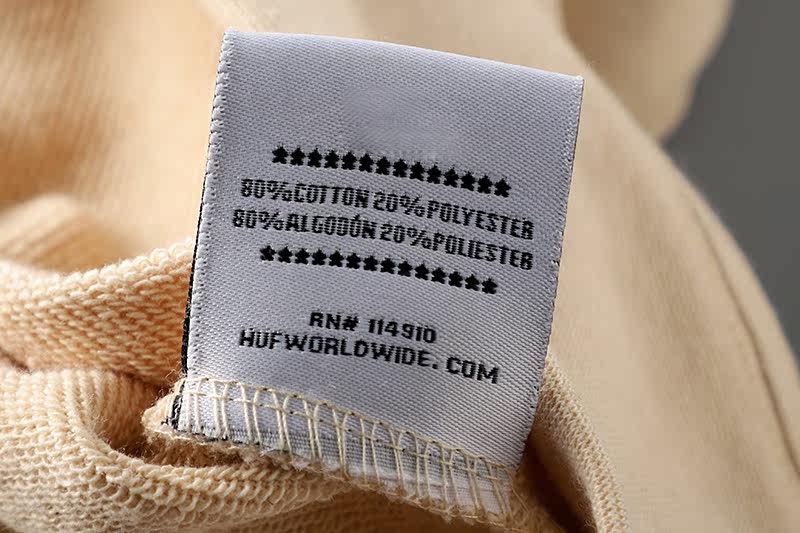 80%COTTON 20%POLYESTER
80%ALGODÓN 20%POLIESTER
RN# 114910
HUFWORLDWIDE. COM